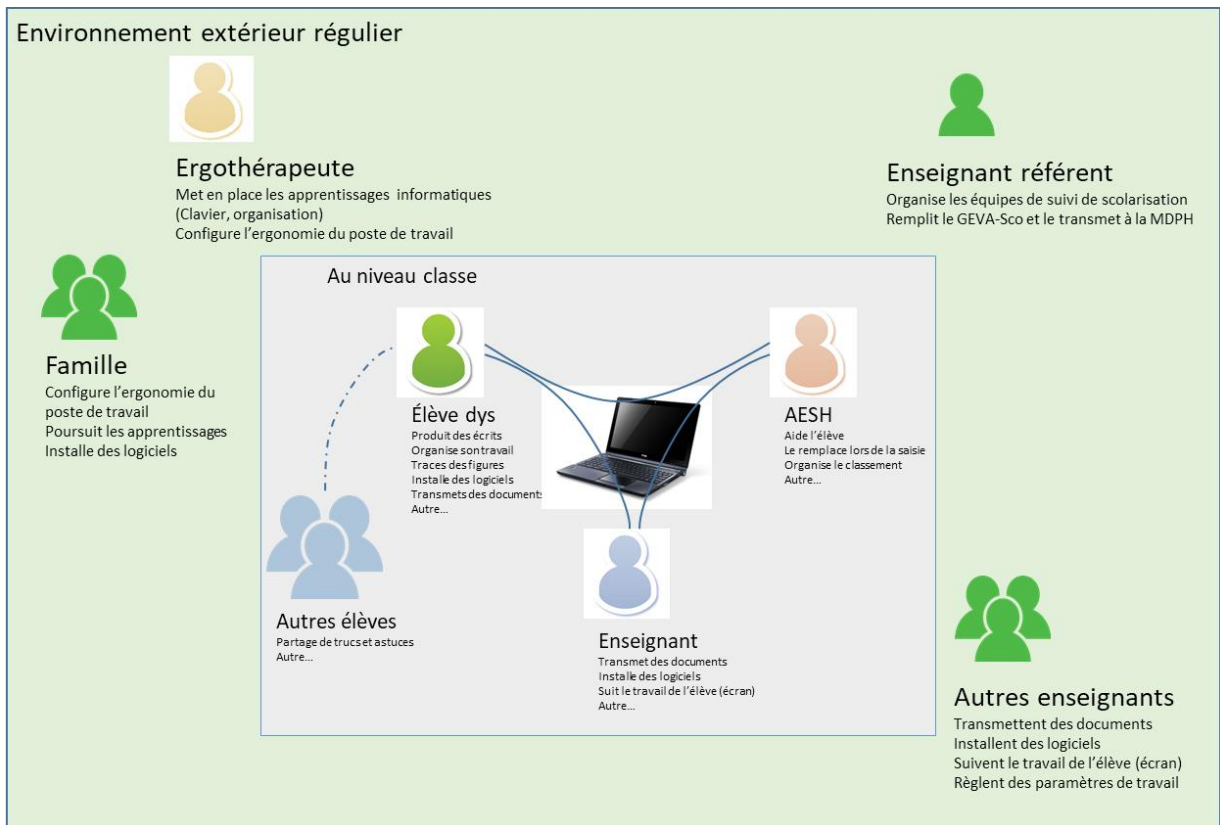 Environnement extérieur régulier
Ergothérapeute
Met en place les apprentissages informatiques
(Clavier, organisation)
Configure l'ergonomie du poste de travail
Enseignant référent
Organise les équipes de suivi de scolarisation
Remplit le GEVA-Sco et le transmet à la MDPH
Famille
Configure l'ergonomie du
poste de travail
Poursuit les apprentissages
Installe des logiciels
Au niveau classe
Élève dys
Produit des écrits
Organise son travail
Traces des figures
Installe des logiciels
Transmets des documents
Autre...
AESH
Aide l'élève
Le remplace lors de la saisie
Organise le classement
Autre...
Autres élèves
Partage de trucs et astuces
Autre...
Enseignant
Transmet des documents
Installe des logiciels
Suit le travail de l'élève (écran)
Autre...
Autres enseignants
Transmettent des documents
Installent des logiciels
Suivent le travail de l'élève (écran)
Règlent des paramètres de travail